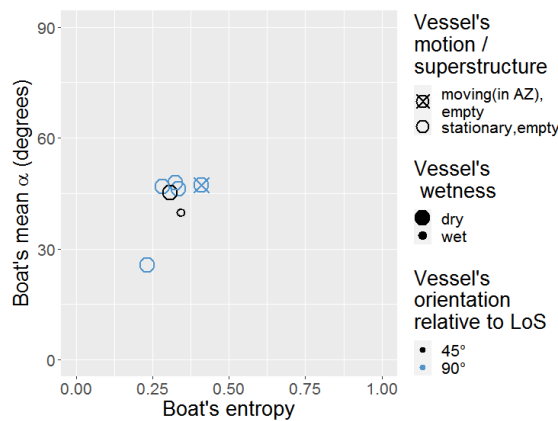 90
60
30
0
0.00 0.25 0.50 0.75 1.00
Boat's entropy
Boat's mean α (degrees)
Vessel's
motion /
superstructure
moving(in AZ),
empty
stationary,empty
Vessel's
wetness
dry
wet
Vessel's
orientation
relative to LoS
45°
90°